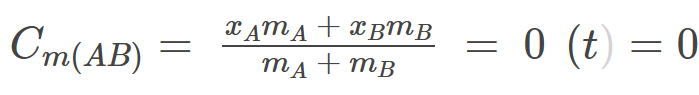 C_{m(AB)} = \frac{x_A m_A + x_B m_B}{m_A + m_B} = 0 (t) = 0